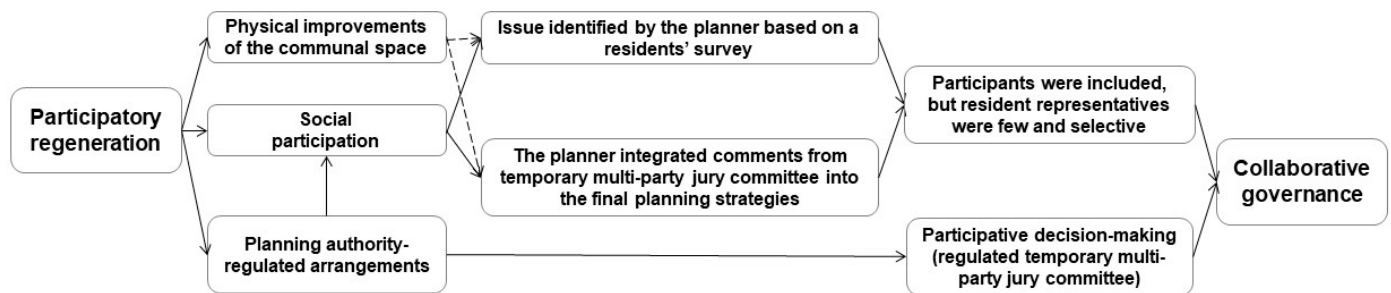 Participatory
regeneration
Physical improvements
of the communal space
Social
participation
Planning authority-
regulated arrangements
Issue identified by the planner based on a
residents’ survey
The planner integrated comments from
temporary multi-party jury committee into
the final planning strategies
Participants were included,
but resident representatives
were few and selective
Participative decision-making
(regulated temporary multi-
party jury committee)
Collaborative
governance